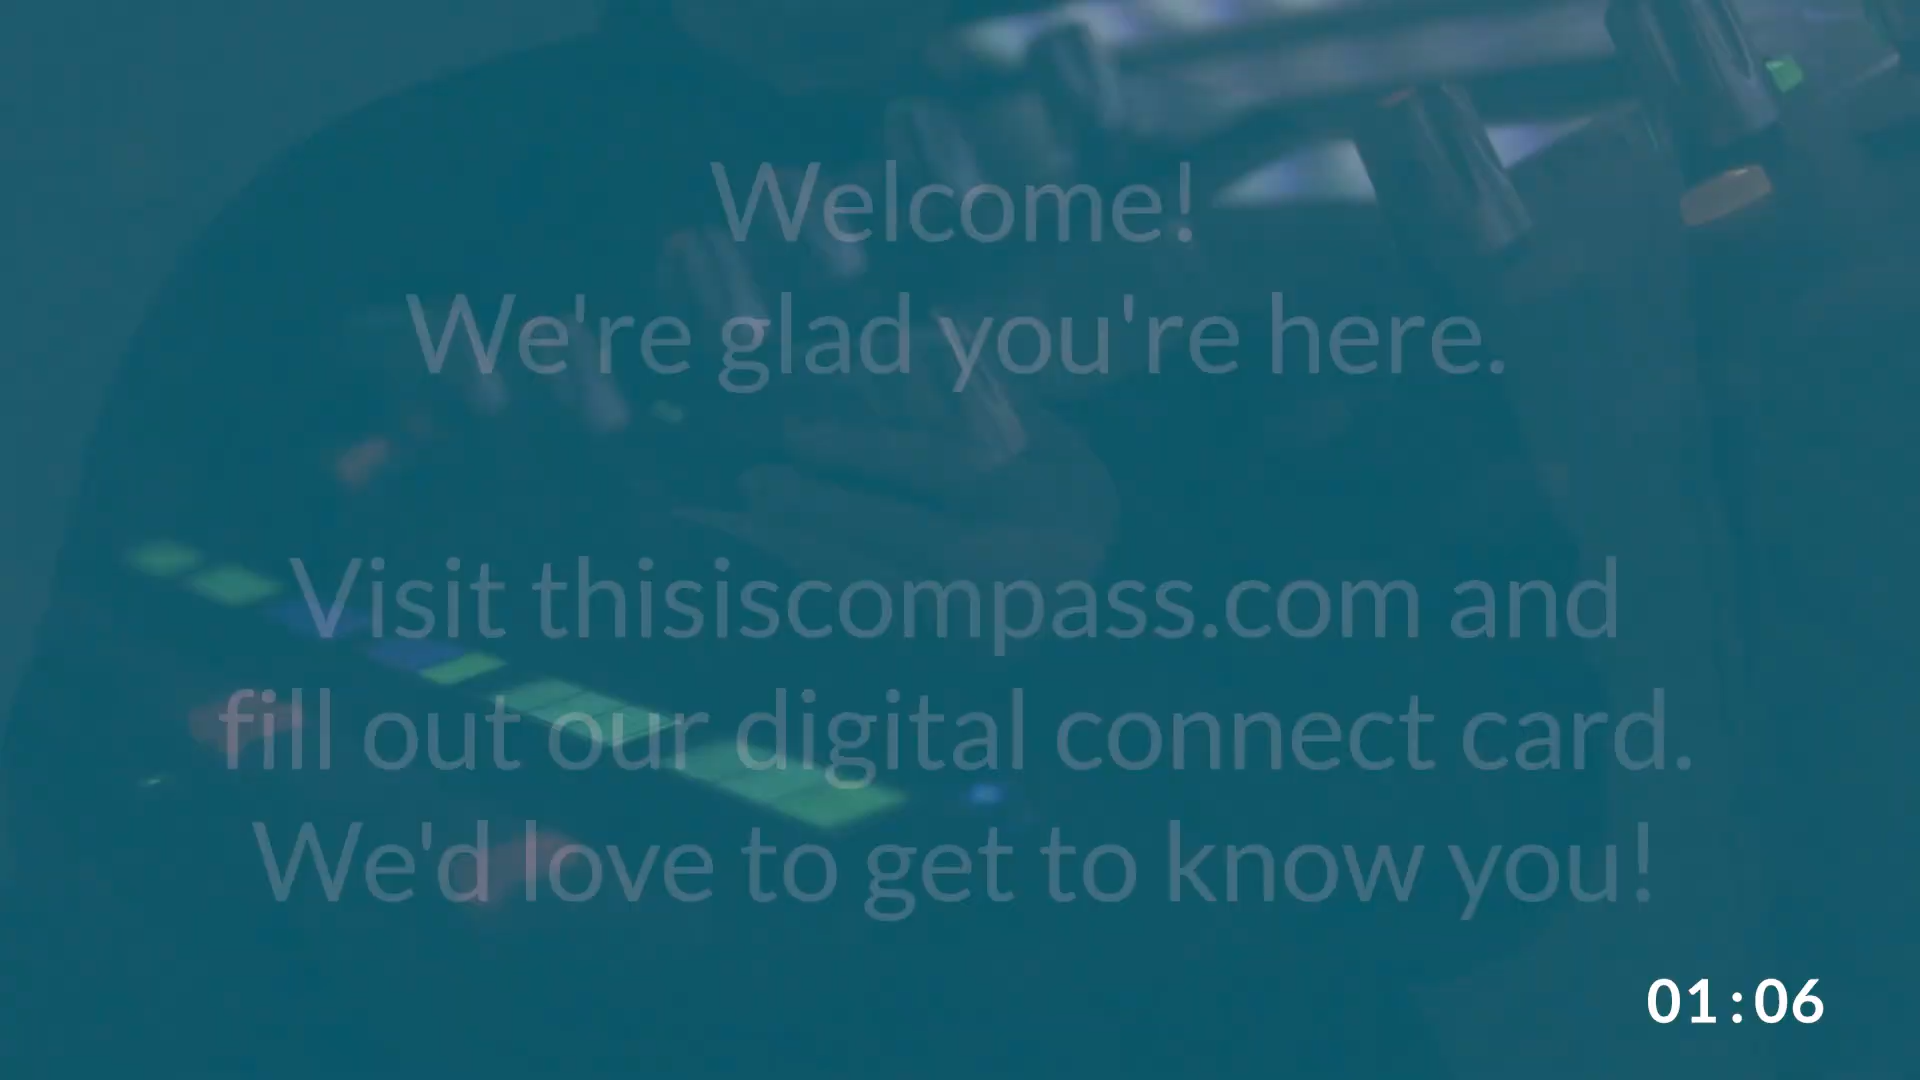 Welcome!
We're glad you're here.
Visit thisiscompass.com and
fill out our digital connect card.
We'd love to get to know you!
01:06